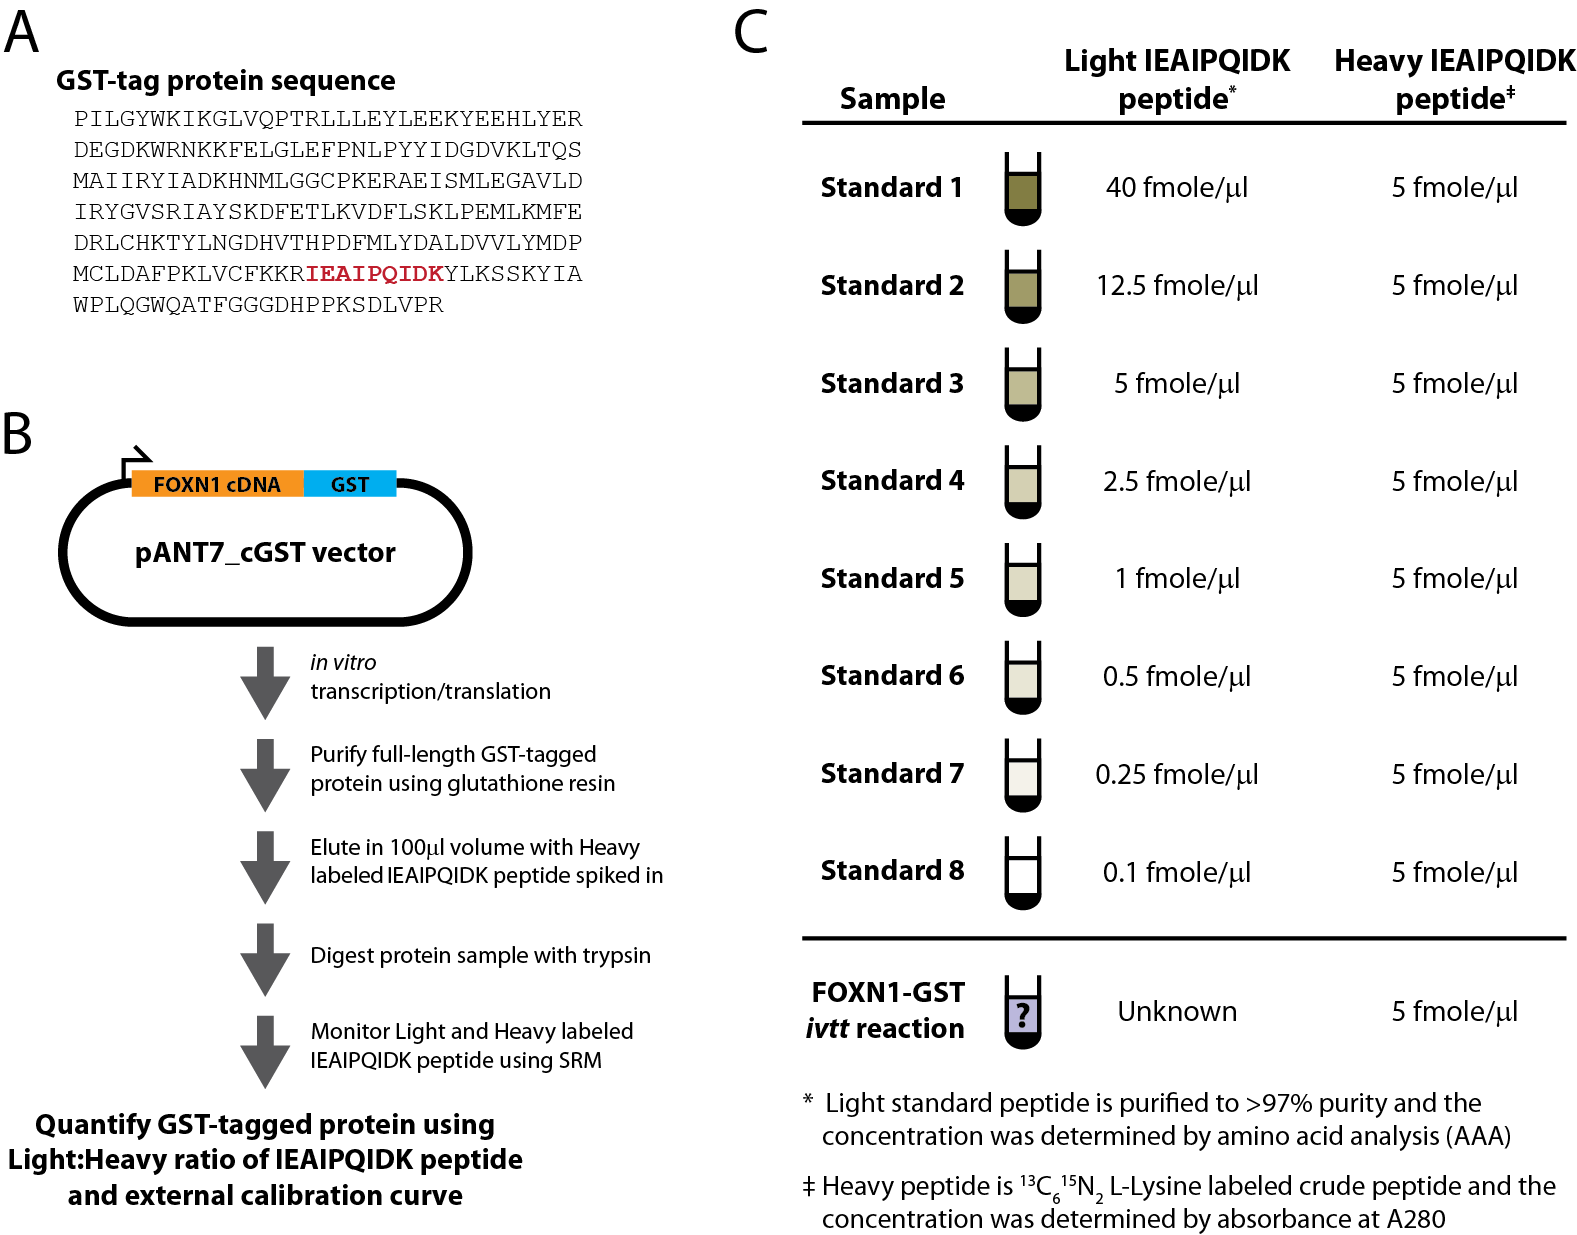 A
GST-tag protein sequence
PILGYWKIKGLVQPTRLLLEYLEEKYEEHLYER
DEGDKWRNKKFELGLEFPNLPYYIDGDVKLTQS
MAIIRYIADKHNMLGGCPKERAEISMLEGAVLD
IRYGVSRIAYSKDFETLKVDFLSKLPEMLKMFE
DRLCHKTYLNGDHVTHPDFMLYDALDVVLYMDP
MCLDAFPKLVCFKKRIEAIPQIDKYLKSSKYIA
WPLQGWQATFGGGDHPPKSDLVPR
B
FOXN1 cDNA GST
pANT7_cGST vector
in vitro
transcription/translation
Purify full-length GST-tagged
protein using glutathione resin
Elute in 100μl volume with Heavy
labeled IEAIPQIDK peptide spiked in
Digest protein sample with trypsin
Monitor Light and Heavy labeled
IEAIPQIDK peptide using SRM
Quantify GST-tagged protein using
Light:Heavy ratio of IEAIPQIDK peptide
and external calibration curve
C
Sample Light IEAIPQIDK peptide* Heavy IEAIPQIDK peptide‡
Standard 1 40 fmole/μl 5 fmole/μl
Standard 2 12.5 fmole/μl 5 fmole/μl
Standard 3 5 fmole/μl 5 fmole/μl
Standard 4 2.5 fmole/μl 5 fmole/μl
Standard 5 1 fmole/μl 5 fmole/μl
Standard 6 0.5 fmole/μl 5 fmole/μl
Standard 7 0.25 fmole/μl 5 fmole/μl
Standard 8 0.1 fmole/μl 5 fmole/μl
FOXN1-GST
ivtt reaction ? Unknown 5 fmole/μl
* Light standard peptide is purified to >97% purity and the
concentration was determined by amino acid analysis (AAA)
‡ Heavy peptide is ¹³C₆¹⁵N₂ L-Lysine labeled crude peptide and the
concentration was determined by absorbance at A280